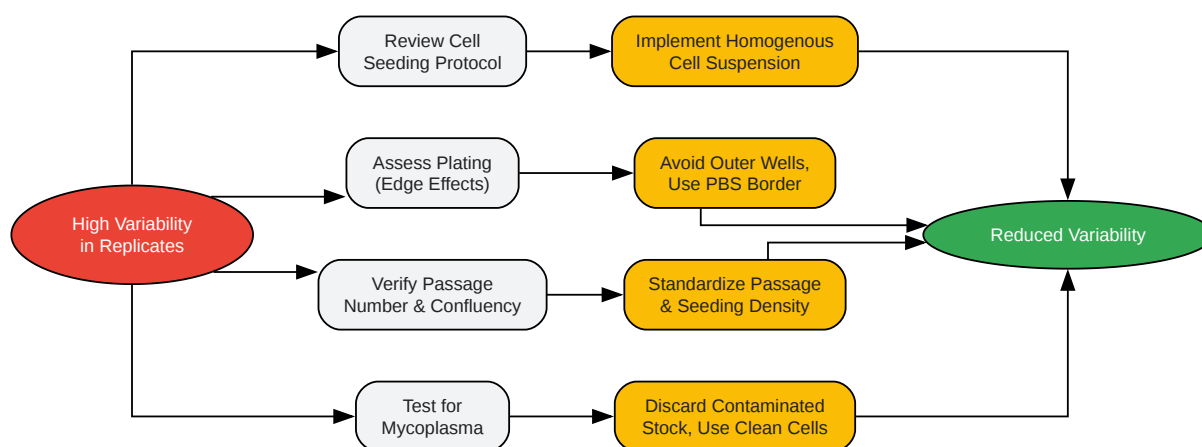 Review Cell
Seeding Protocol
Implement Homogenous
Cell Suspension
Assess Plating
(Edge Effects)
Avoid Outer Wells,
Use PBS Border
High Variability
in Replicates
Reduced Variability
Verify Passage
Number & Confluency
Standardize Passage
& Seeding Density
Test for
Mycoplasma
Discard Contaminated
Stock, Use Clean Cells